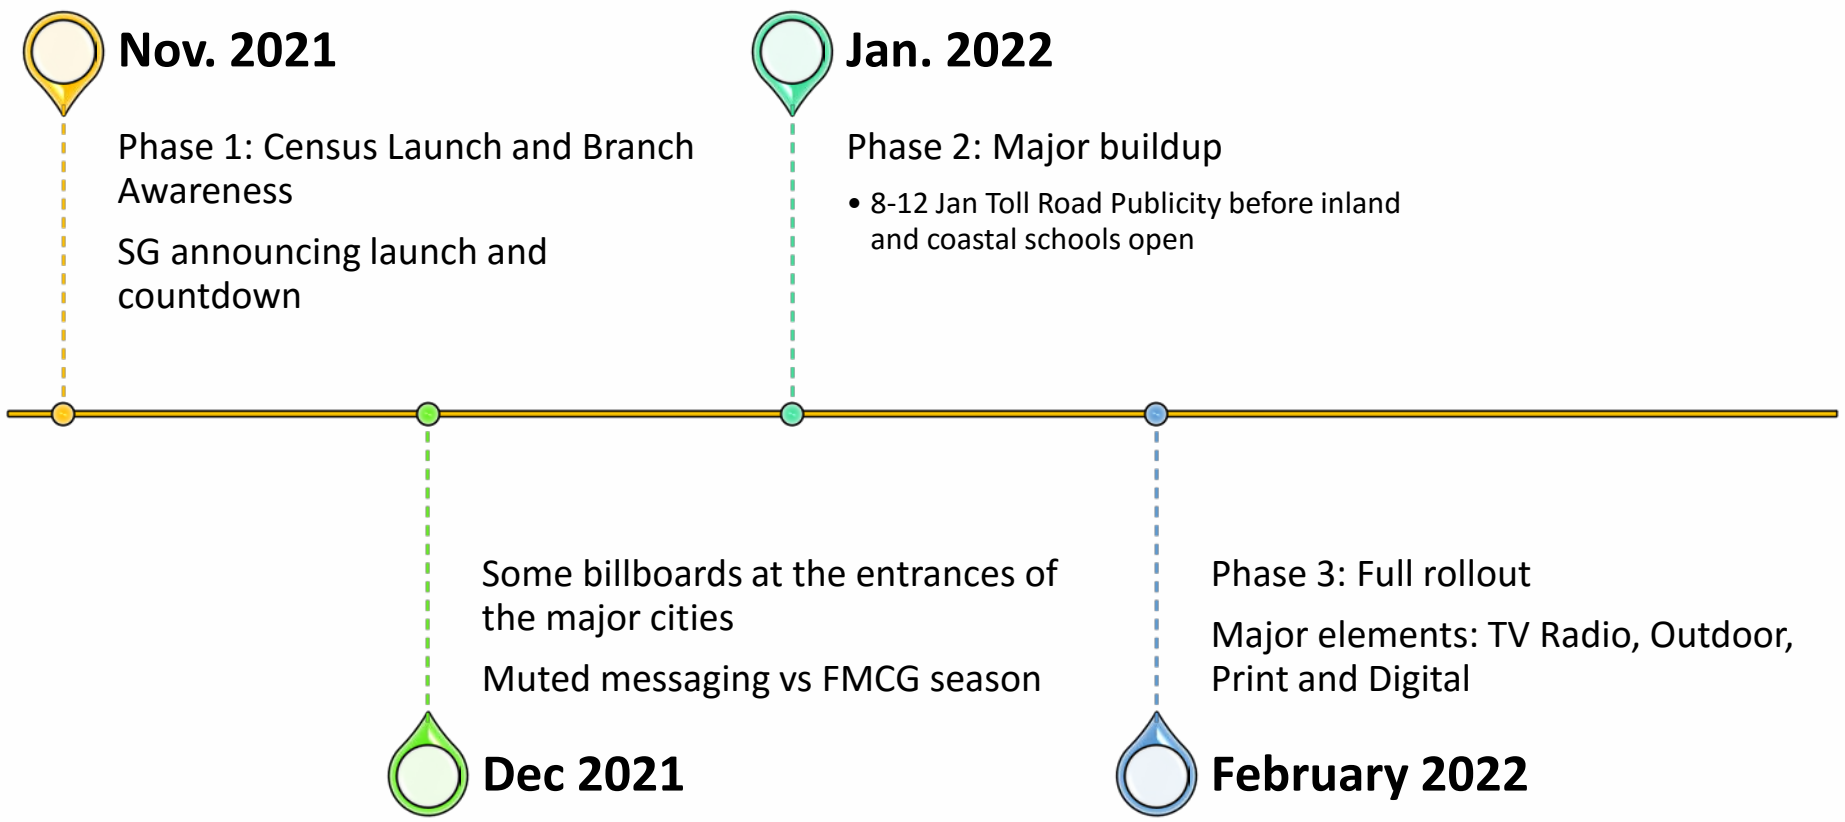 Nov. 2021
Phase 1: Census Launch and Branch
Awareness
SG announcing launch and
countdown
Some billboards at the entrances of
the major cities
Muted messaging vs FMCG season
Dec 2021
Jan. 2022
Phase 2: Major buildup
• 8-12 Jan Toll Road Publicity before inland
and coastal schools open
Phase 3: Full rollout
Major elements: TV Radio, Outdoor,
Print and Digital
February 2022